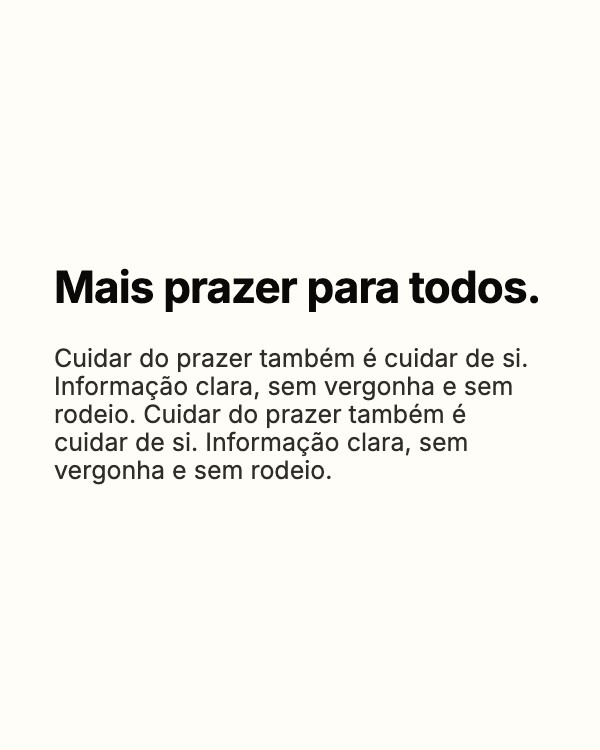 Mais prazer para todos.
Cuidar do prazer também é cuidar de si.
Informação clara, sem vergonha e sem
rodeio. Cuidar do prazer também é
cuidar de si. Informação clara, sem
vergonha e sem rodeio.